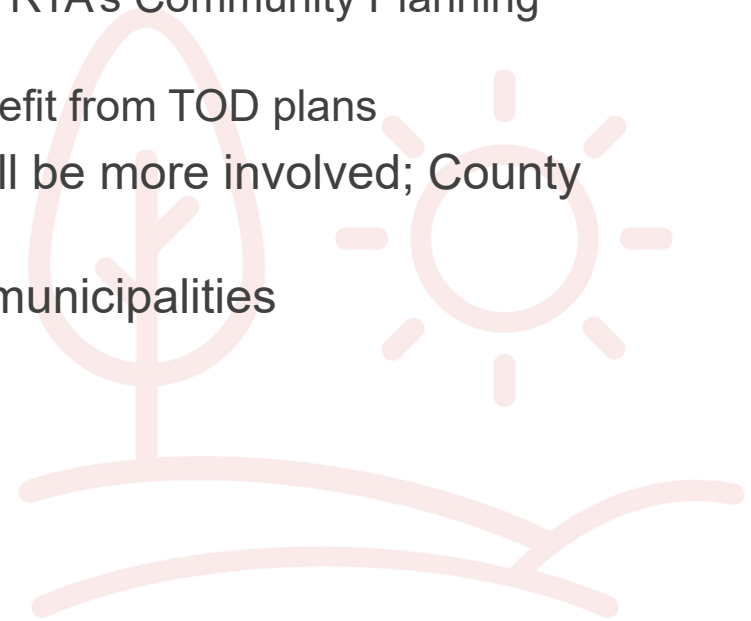 RTA's Community Planning
efit from TOD plans
ll be more involved; County
municipalities